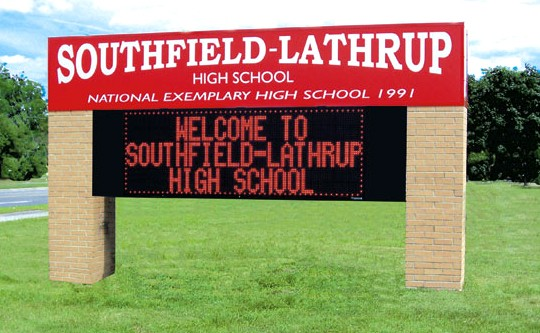 SOUTHFIELD-LATHRUP
HIGH SCHOOL
NATIONAL EXEMPLARY HIGH SCHOOL 1991
WELCOME TO
SOUTHFIELD-LATHRUP
HIGH SCHOOL